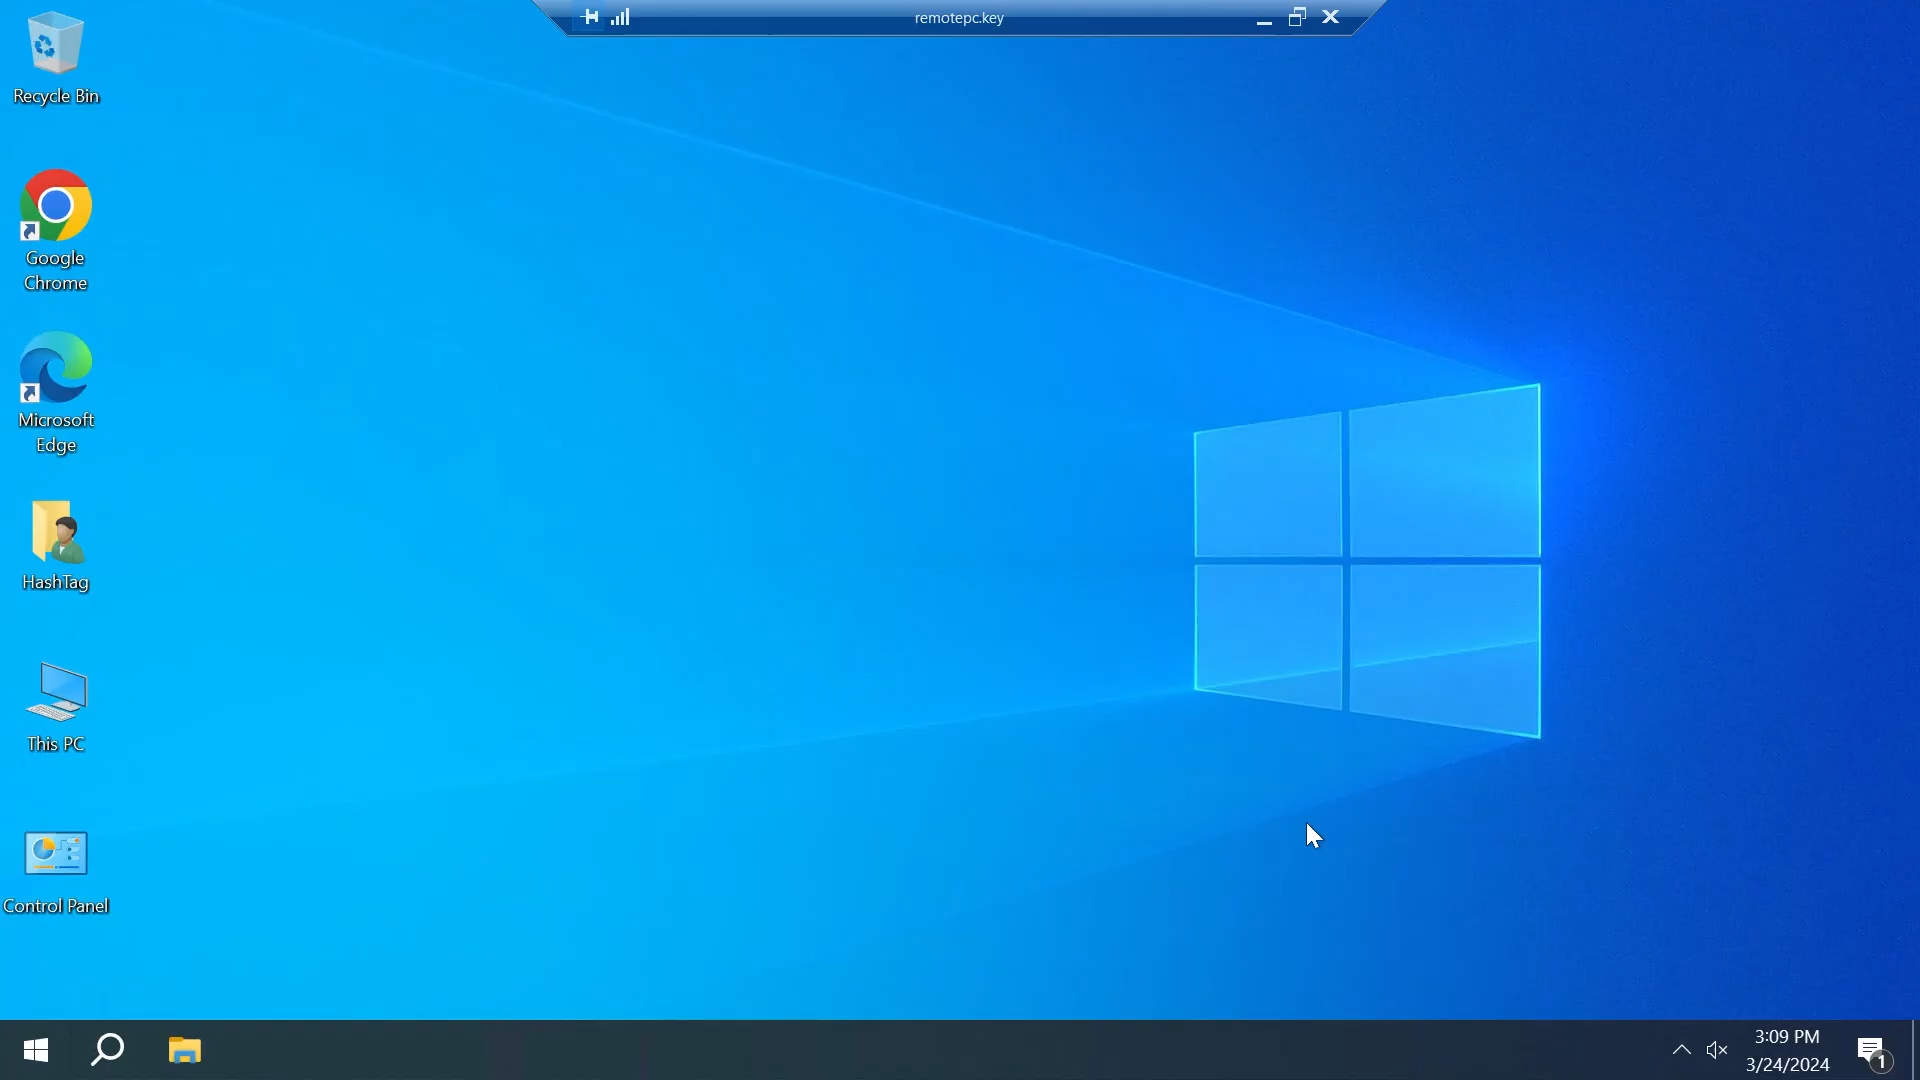 remotepc.key
Recycle Bin
Google
Chrome
Microsoft
Edge
HashTag
This PC
Control Panel
3:09 PM
3/24/2024
1